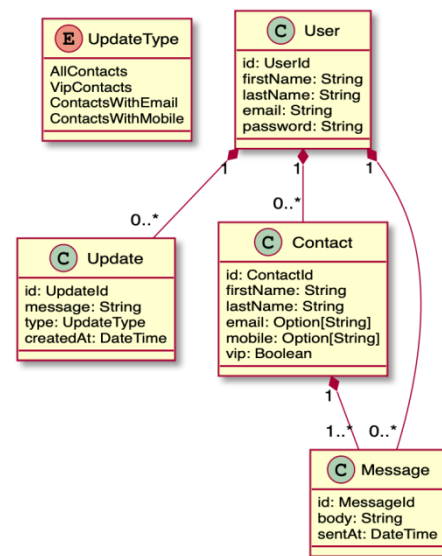 E UpdateType
AllContacts
VipContacts
ContactsWithEmail
ContactsWithMobile
C User
id: UserId
firstName: String
lastName: String
email: String
password: String
1
1
1
0..*
0..*
C Update
id: UpdateId
message: String
type: UpdateType
createdAt: DateTime
C Contact
id: ContactId
firstName: String
lastName: String
email: Option[String]
mobile: Option[String]
vip: Boolean
1
1..*
0..*
C Message
id: MessageId
body: String
sentAt: DateTime